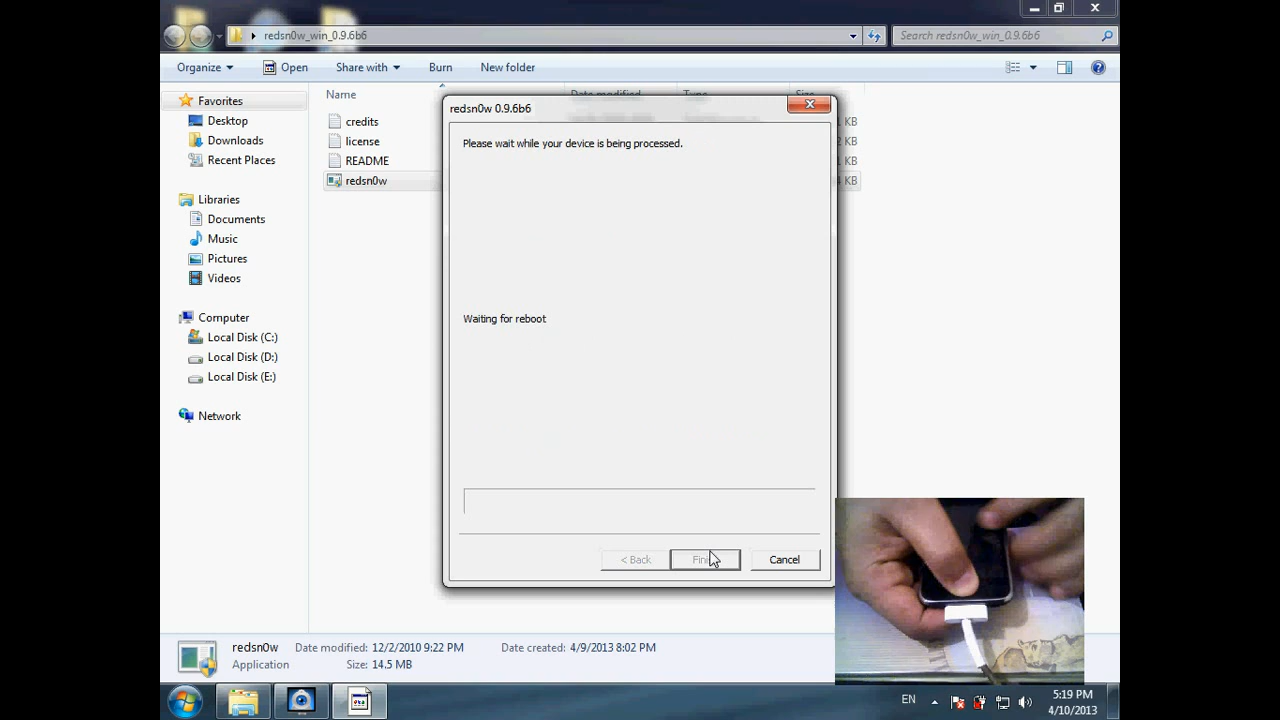 redsn0w_win_0.9.6b6
Search redsn0w_win_0.9.6b6
Organize
Open
Share with
Burn
New folder
Favorites
Desktop
Downloads
Recent Places
Libraries
Documents
Music
Pictures
Videos
Computer
Local Disk (C:)
Local Disk (D:)
Local Disk (E:)
Network
Name
Date modified
Type
Size
credits
KB
license
KB
README
KB
redsn0w
KB
redsn0w 0.9.6b6
Please wait while your device is being processed.
Waiting for reboot
< Back
Cancel
redsn0w
Date modified: 12/2/2010 9:22 PM
Date created: 4/9/2013 8:02 PM
Application
Size: 14.5 MB
EN
5:19 PM
4/10/2013